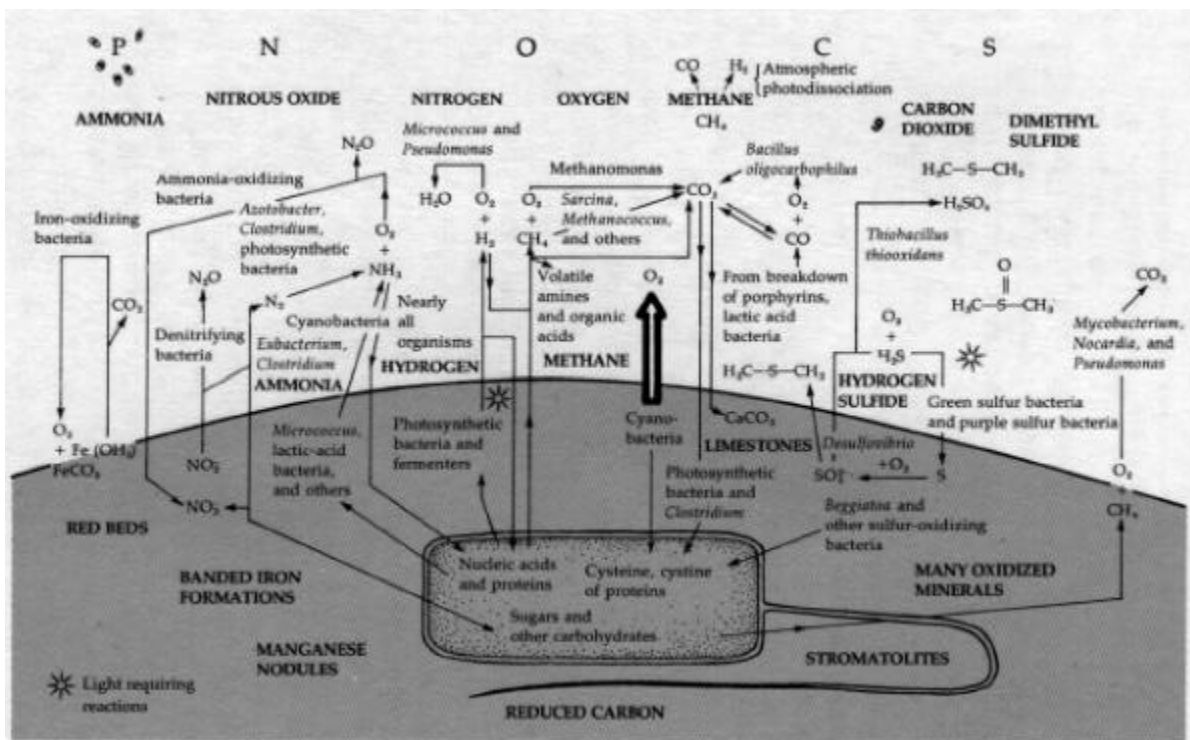 P N O C S
AMMONIA
NITROUS OXIDE
NITROGEN
OXYGEN
METHANE
CH₄
CO
H₂
Atmospheric
photodissociation
CARBON
DIOXIDE
DIMETHYL
SULFIDE
N₂O
Micrococcus and
Pseudomonas
Methanomonas
Bacillus
oligocarbophilus
H₃C—S—CH₃
Ammonia-oxidizing
bacteria
Iron-oxidizing
bacteria
Azotobacter,
Clostridium,
photosynthetic
bacteria
O₂
+
NH₃
H₂O
O₂
+
H₂
O₂
+
CH₄
Sarcina,
Methanococcus,
and others
CO₂
O₂
+
CO
H₂SO₄
Thiobacillus
thiooxidans
N₂O
CO₂
N₂
Denitrifying
bacteria
Cyanobacteria
Eubacterium,
Clostridium
AMMONIA
Nearly
all
organisms
HYDROGEN
Volatile
amines
and organic
acids
METHANE
O₂
From breakdown
of porphyrins,
lactic acid
bacteria
O
H₃C—S—CH₃
CO₂
Mycobacterium,
Nocardia, and
Pseudomonas
O₂
+
H₂S
HYDROGEN
SULFIDE
H₃C—S—CH₃
Green sulfur bacteria
and purple sulfur bacteria
O₂
+ Fe (OH₃)
FeCO₃
NO₂
NO₃
Micrococcus,
lactic-acid
bacteria,
and others
Photosynthetic
bacteria and
fermenters
Cyano-
bacteria
CaCO₃
LIMESTONES
Desulfovibrio
+O₂
SO₄
S
Photosynthetic
bacteria and
Clostridium
Beggiatoa and
other sulfur-oxidizing
bacteria
O₂
+
CH₄
RED BEDS
BANDED IRON
FORMATIONS
MANGANESE
NODULES
Nucleic acids
and proteins
Cysteine, cystine
of proteins
Sugars and
other carbohydrates
MANY OXIDIZED
MINERALS
STROMATOLITES
REDUCED CARBON
Light requiring
reactions